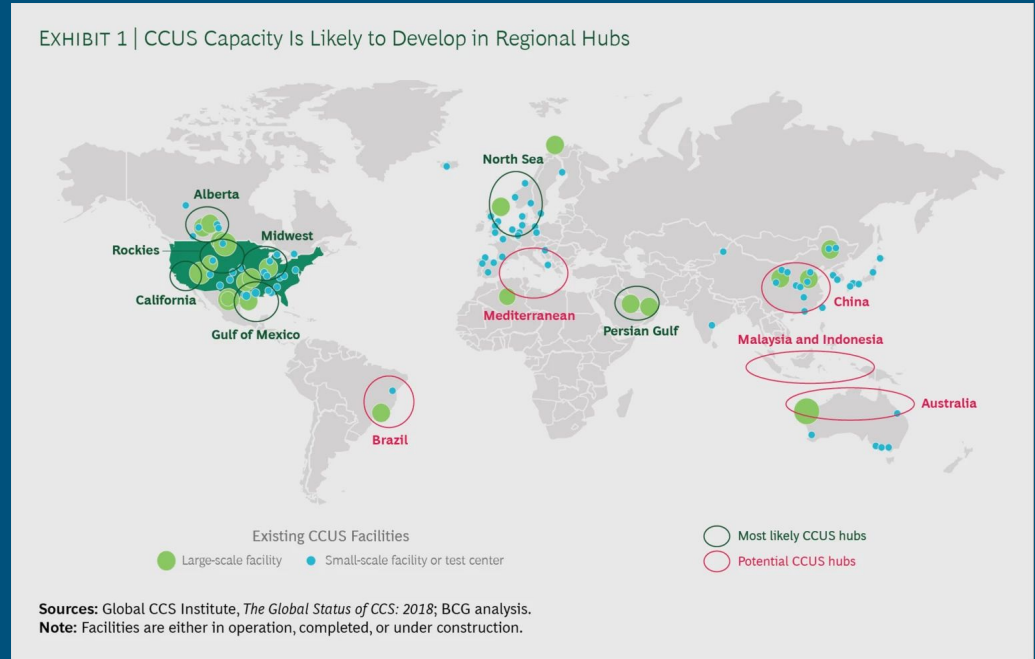 EXHIBIT 1 | CCUS Capacity Is Likely to Develop in Regional Hubs
North Sea
Alberta
Rockies
Midwest
California
Gulf of Mexico
Mediterranean
Persian Gulf
China
Malaysia and Indonesia
Australia
Brazil
Existing CCUS Facilities
Large-scale facility
Small-scale facility or test center
Most likely CCUS hubs
Potential CCUS hubs
Sources: Global CCS Institute, The Global Status of CCS: 2018; BCG analysis.
Note: Facilities are either in operation, completed, or under construction.